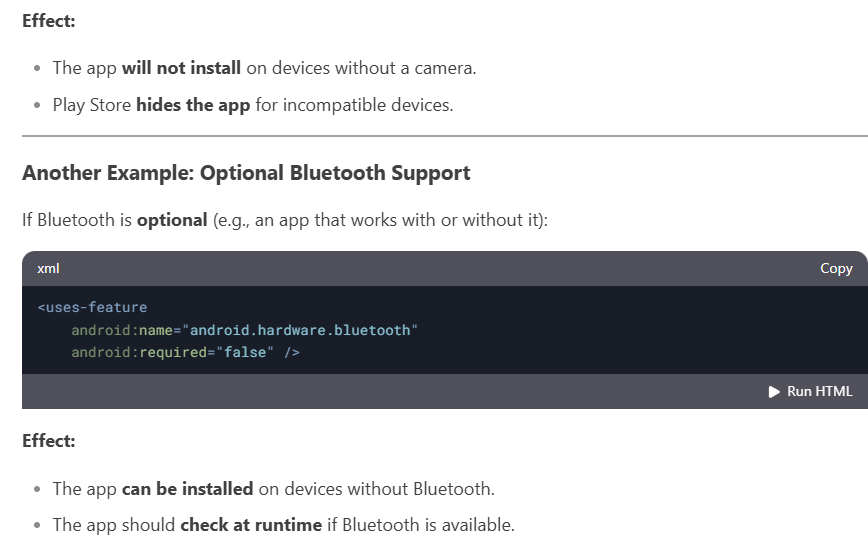 Effect:
The app will not install on devices without a camera.
Play Store hides the app for incompatible devices.
Another Example: Optional Bluetooth Support
If Bluetooth is optional (e.g., an app that works with or without it):
xml Copy
<uses-feature
    android:name="android.hardware.bluetooth"
    android:required="false" />
Run HTML
Effect:
The app can be installed on devices without Bluetooth.
The app should check at runtime if Bluetooth is available.